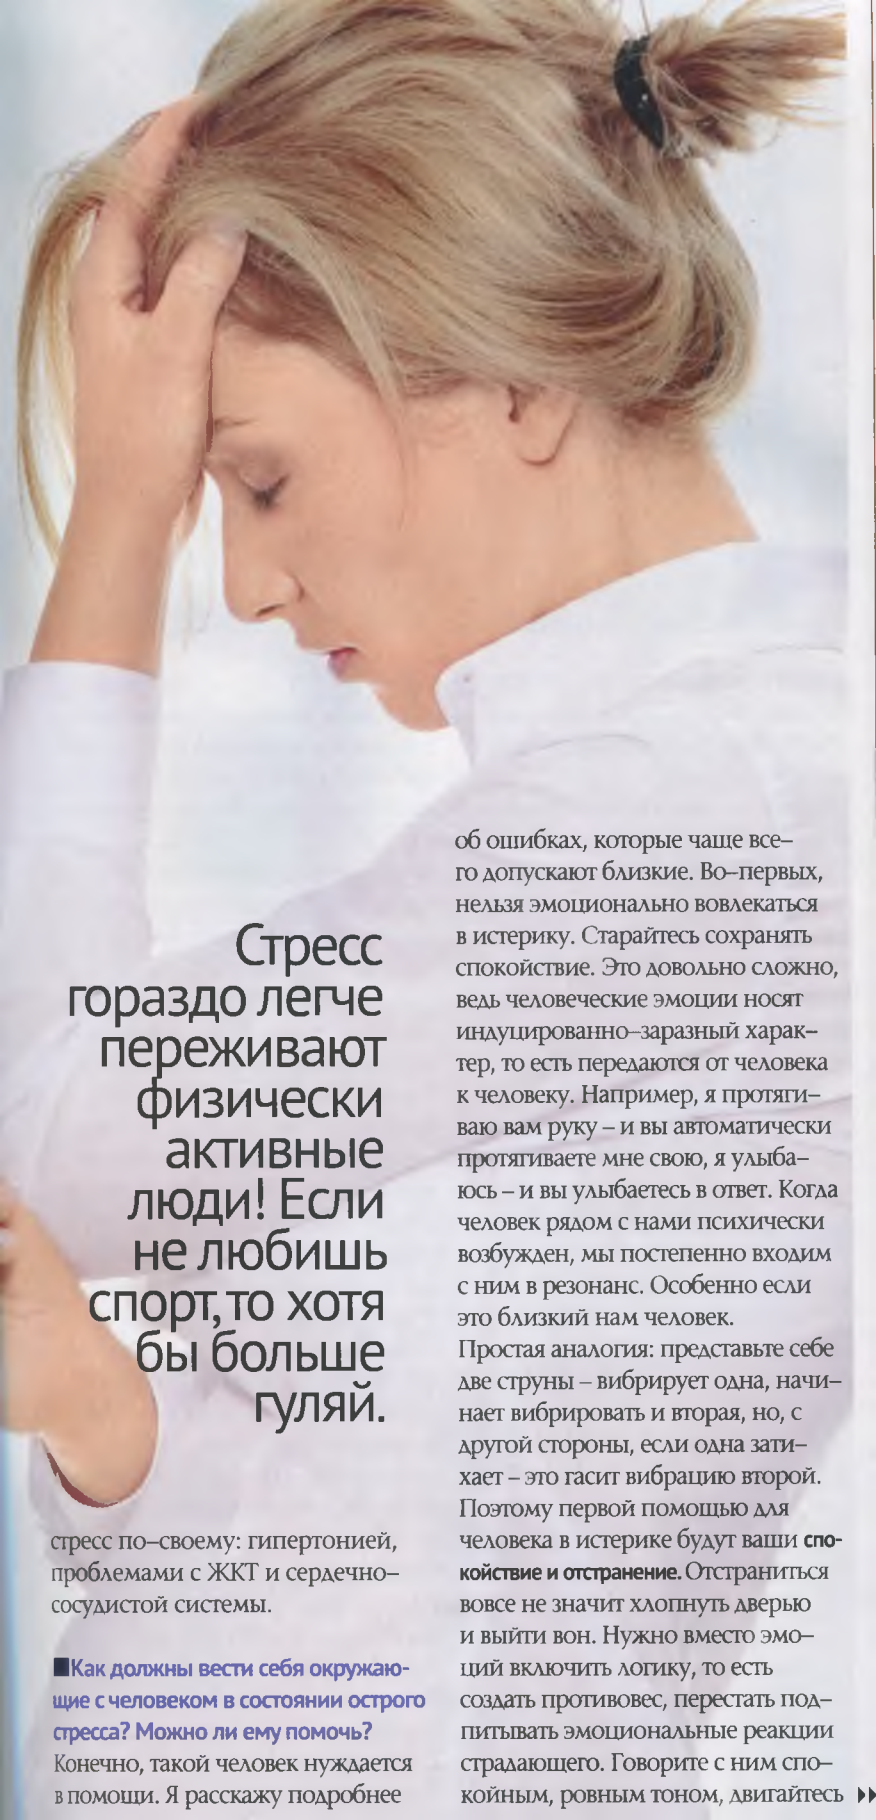 Стресс
гораздо легче
переживают
физически
активные
люди! Если
не любишь
спорт, то хотя
бы больше
гуляй.
стресс по–своему: гипертонией,
проблемами с ЖКТ и сердечно–
сосудистой системы.
■Как должны вести себя окружаю-
щие с человеком в состоянии острого
стресса? Можно ли ему помочь?
Конечно, такой человек нуждается
в помощи. Я расскажу подробнее
об ошибках, которые чаще все–
го допускают близкие. Во–первых,
нельзя эмоционально вовлекаться
в истерику. Старайтесь сохранять
спокойствие. Это довольно сложно,
ведь человеческие эмоции носят
индуцированно–заразный харак–
тер, то есть передаются от человека
к человеку. Например, я протяги–
ваю вам руку – и вы автоматически
протягиваете мне свою, я улыба–
юсь – и вы улыбаетесь в ответ. Когда
человек рядом с нами психически
возбужден, мы постепенно входим
с ним в резонанс. Особенно если
это близкий нам человек.
Простая аналогия: представьте себе
две струны – вибрирует одна, начи–
нает вибрировать и вторая, но, с
другой стороны, если одна зати–
хает – это гасит вибрацию второй.
Поэтому первой помощью для
человека в истерике будут ваши спо-
койствие и отстранение. Отстраниться
вовсе не значит хлопнуть дверью
и выйти вон. Нужно вместо эмо–
ций включить логику, то есть
создать противовес, перестать под–
питывать эмоциональные реакции
страдающего. Говорите с ним спо–
койным, ровным тоном, двигайтесь